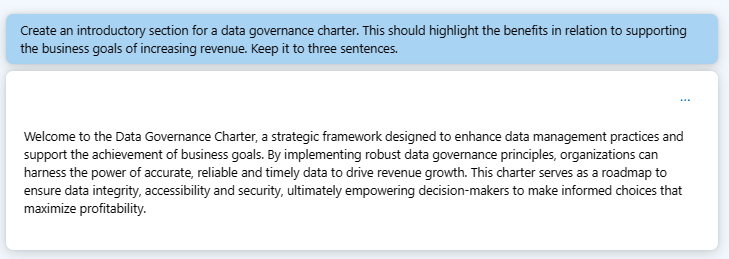 Create an introductory section for a data governance charter. This should highlight the benefits in relation to supporting
the business goals of increasing revenue. Keep it to three sentences.
...
Welcome to the Data Governance Charter, a strategic framework designed to enhance data management practices and
support the achievement of business goals. By implementing robust data governance principles, organizations can
harness the power of accurate, reliable and timely data to drive revenue growth. This charter serves as a roadmap to
ensure data integrity, accessibility and security, ultimately empowering decision-makers to make informed choices that
maximize profitability.